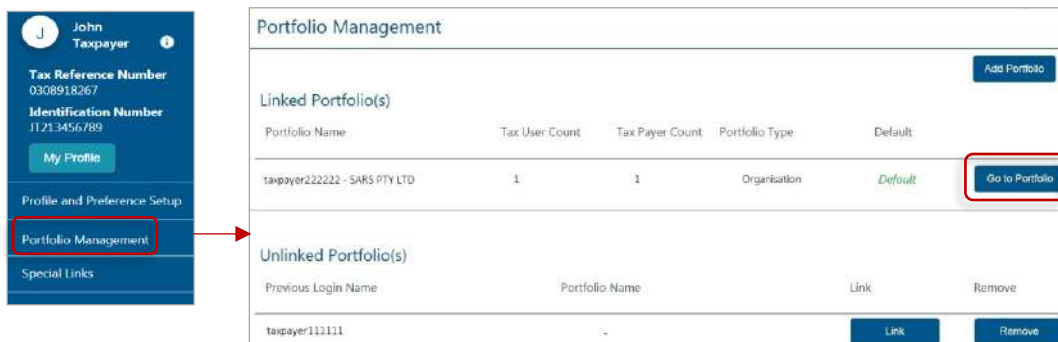 J
John
Taxpayer
Tax Reference Number
0308918267
Identification Number
JT213456789
My Profile
Profile and Preference Setup
Portfolio Management
Special Links
Portfolio Management
Add Portfolio
Linked Portfolio(s)
Portfolio Name Tax User Count Tax Payer Count Portfolio Type Default
taxpayer222222 - SARS PTY LTD 1 1 Organisation Default Go to Portfolio
Unlinked Portfolio(s)
Previous Login Name Portfolio Name Link Remove
taxpayer111111 - Link Remove